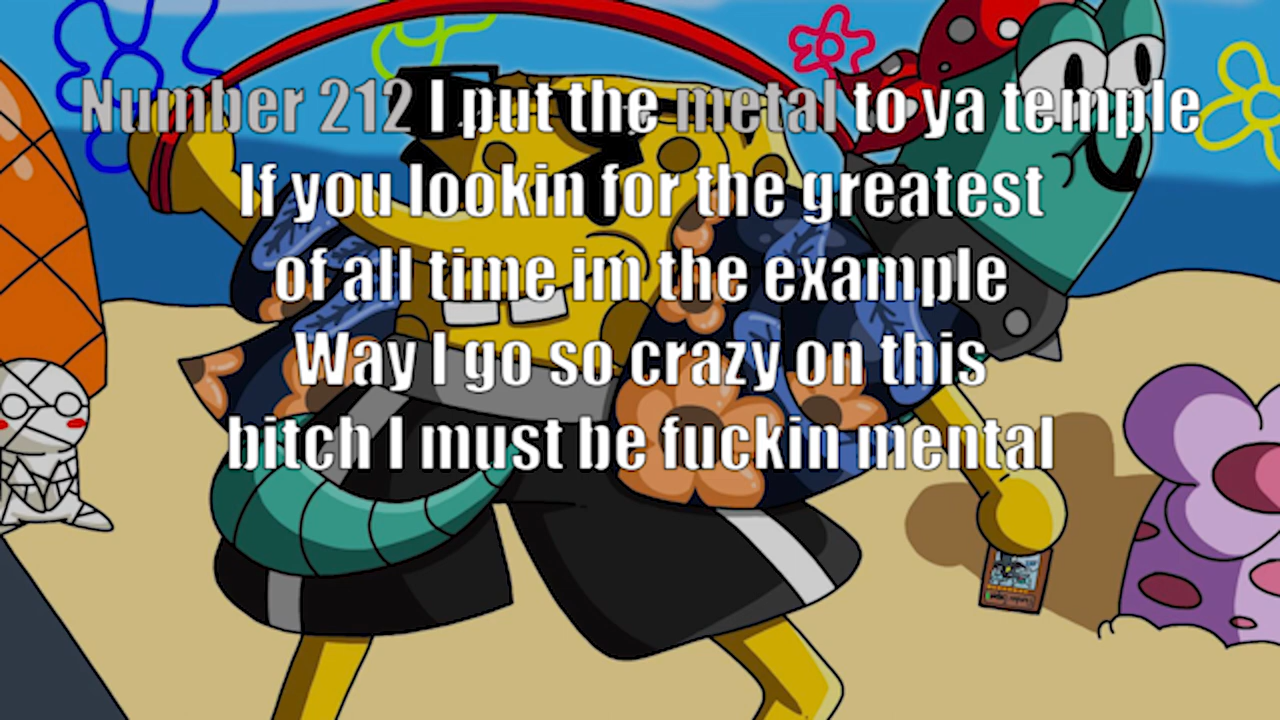 Number 212 I put the metal to ya temple
If you lookin for the greatest
of all time im the example
Way I go so crazy on this
bitch I must be fuckin mental